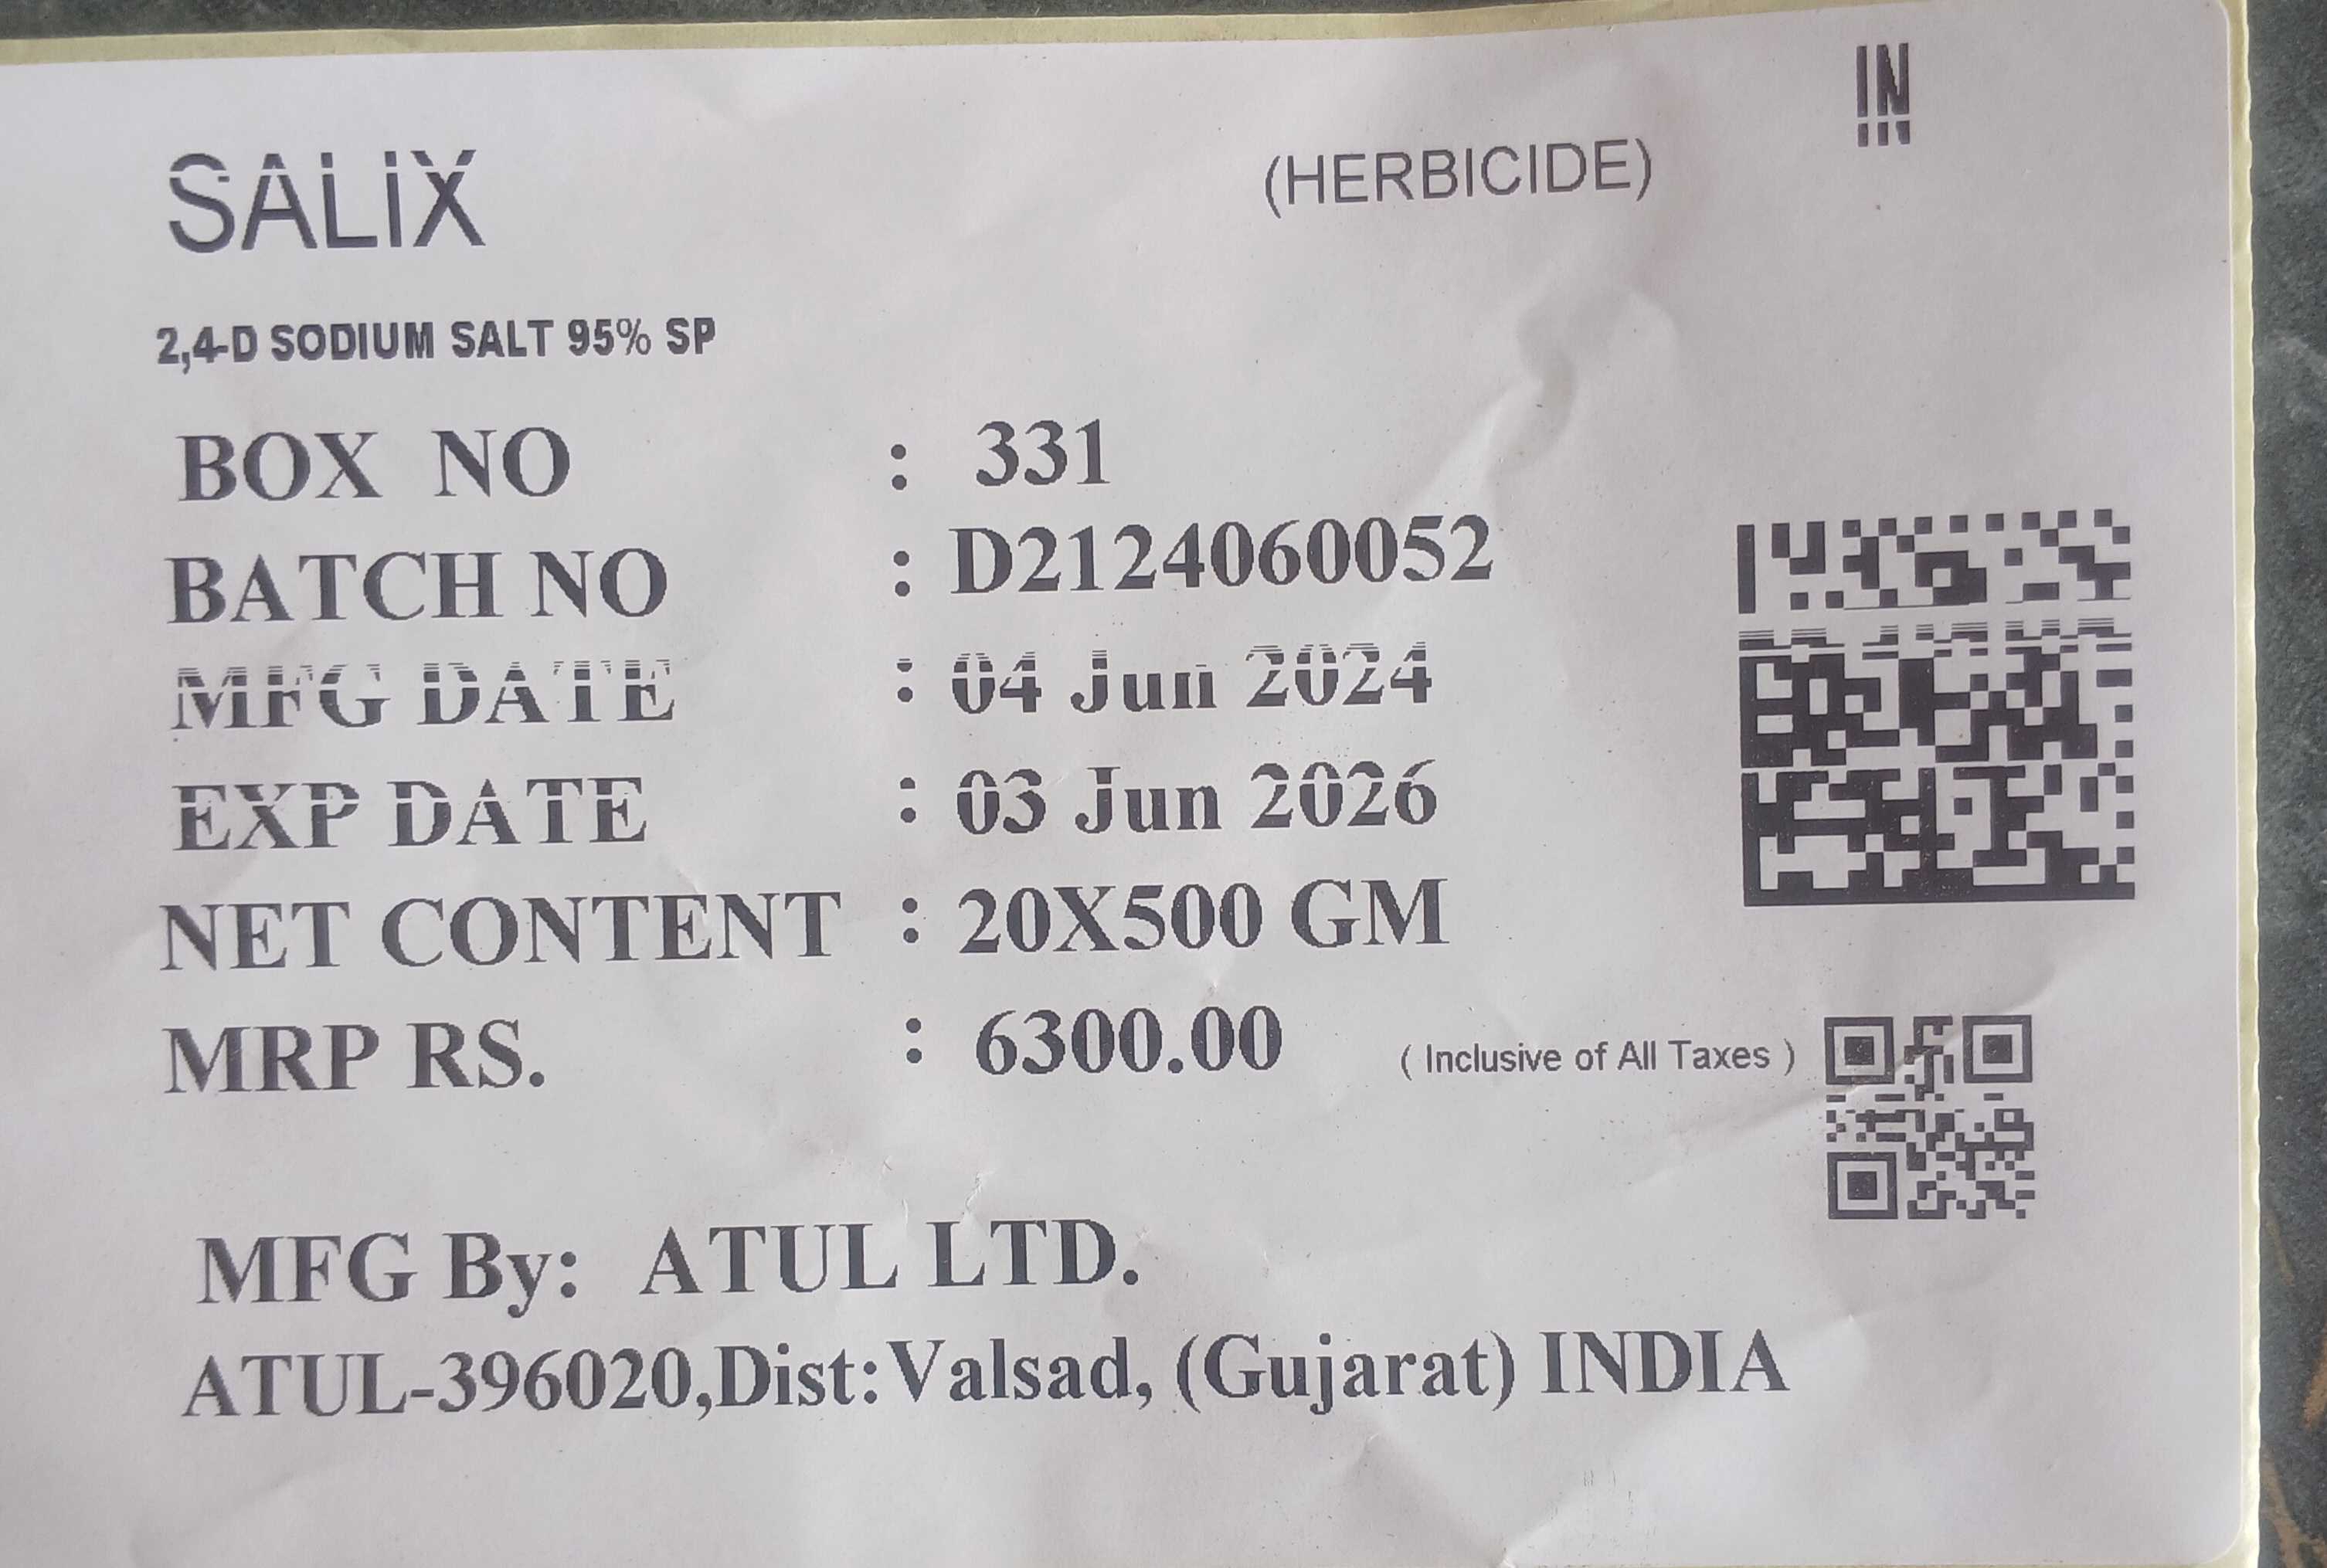 IN
SALIX (HERBICIDE)
2,4-D SODIUM SALT 95% SP
BOX NO : 331
BATCH NO : D2124060052
MFG DATE : 04 Jun 2024
EXP DATE : 03 Jun 2026
NET CONTENT : 20X500 GM
MRP RS. : 6300.00 ( Inclusive of All Taxes )
MFG By: ATUL LTD.
ATUL-396020,Dist:Valsad, (Gujarat) INDIA